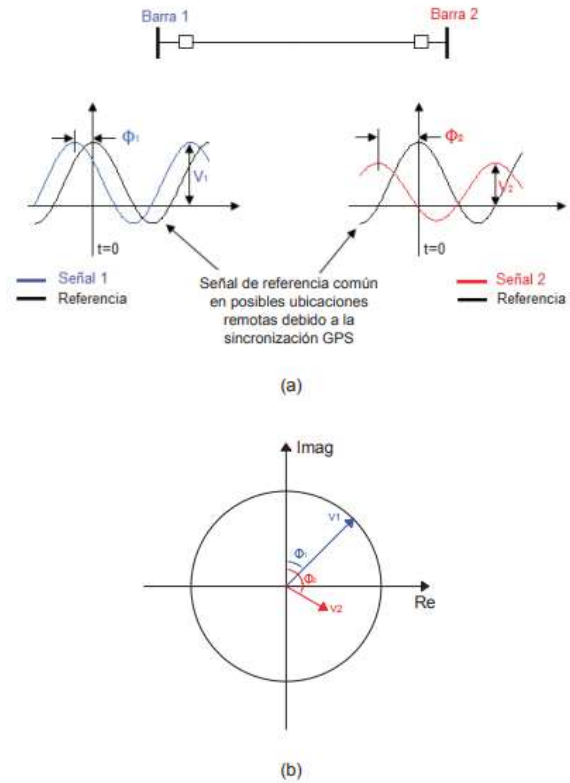 Barra 1
Barra 2
Φ₁
V₁
t=0
Φ₂
V₂
t=0
Señal 1
Referencia
Señal de referencia común
en posibles ubicaciones
remotas debido a la
sincronización GPS
Señal 2
Referencia
(a)
Imag
V1
Φ₁
Φ₂
V2
Re
(b)